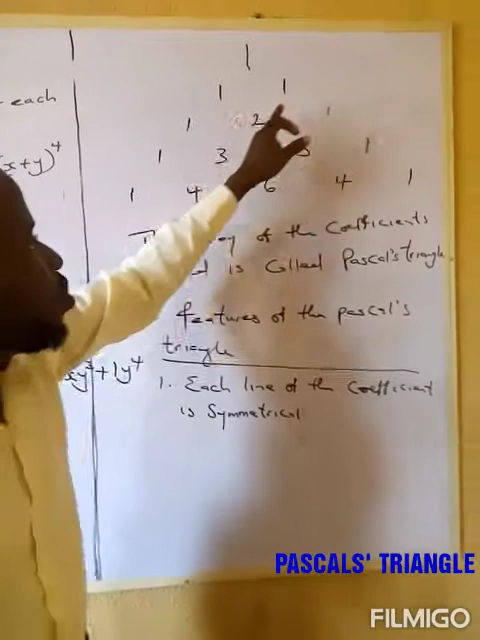 each
(x+y)^4
xy³+1y^4
1
1 1
1 2 1
1 3 3 1
1 4 6 4 1
of the Coefficients
is Called Pascal's triangle.
features of the pascal's
triangle
1. Each line of the Coefficient
is Symmetrical
PASCALS' TRIANGLE
FILMIGO